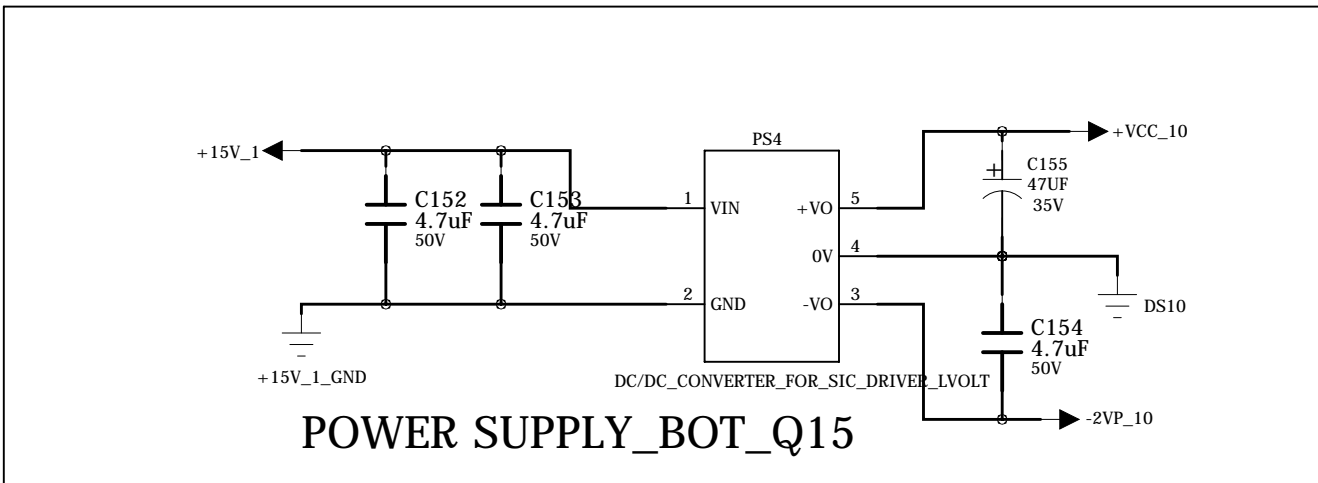 PS4
+VCC_10
+15V_1
C155
47UF
35V
C152
4.7uF
50V
C153
4.7uF
50V
1 VIN
+VO 5
0V 4
2 GND
-VO 3
DS10
C154
4.7uF
50V
+15V_1_GND
DC/DC_CONVERTER_FOR_SIC_DRIVER_LVOLT
-2VP_10
POWER SUPPLY_BOT_Q15
+